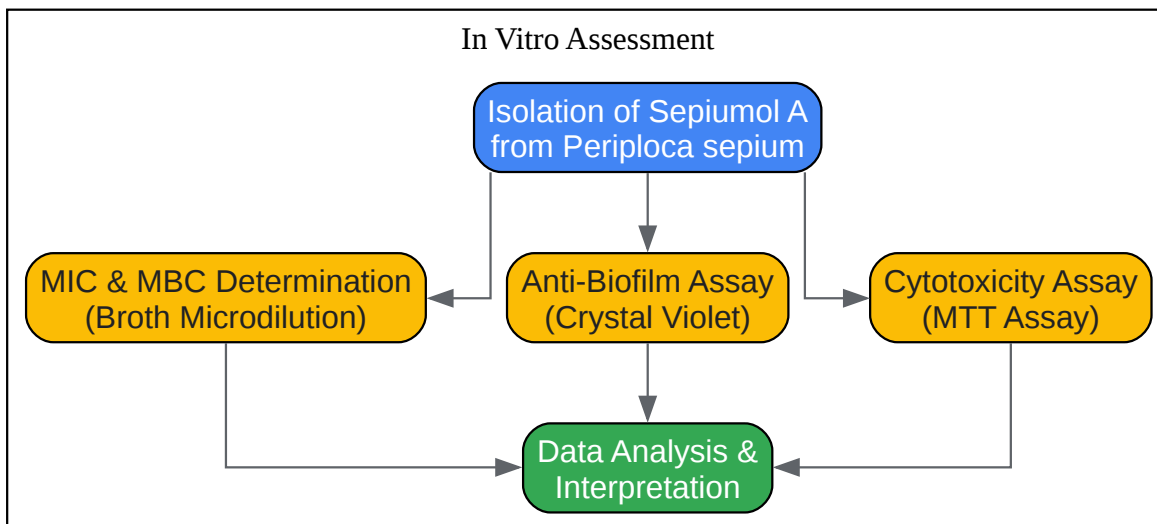 In Vitro Assessment
Isolation of Sepiumol A
from Periploca sepium
MIC & MBC Determination
(Broth Microdilution)
Anti-Biofilm Assay
(Crystal Violet)
Cytotoxicity Assay
(MTT Assay)
Data Analysis &
Interpretation